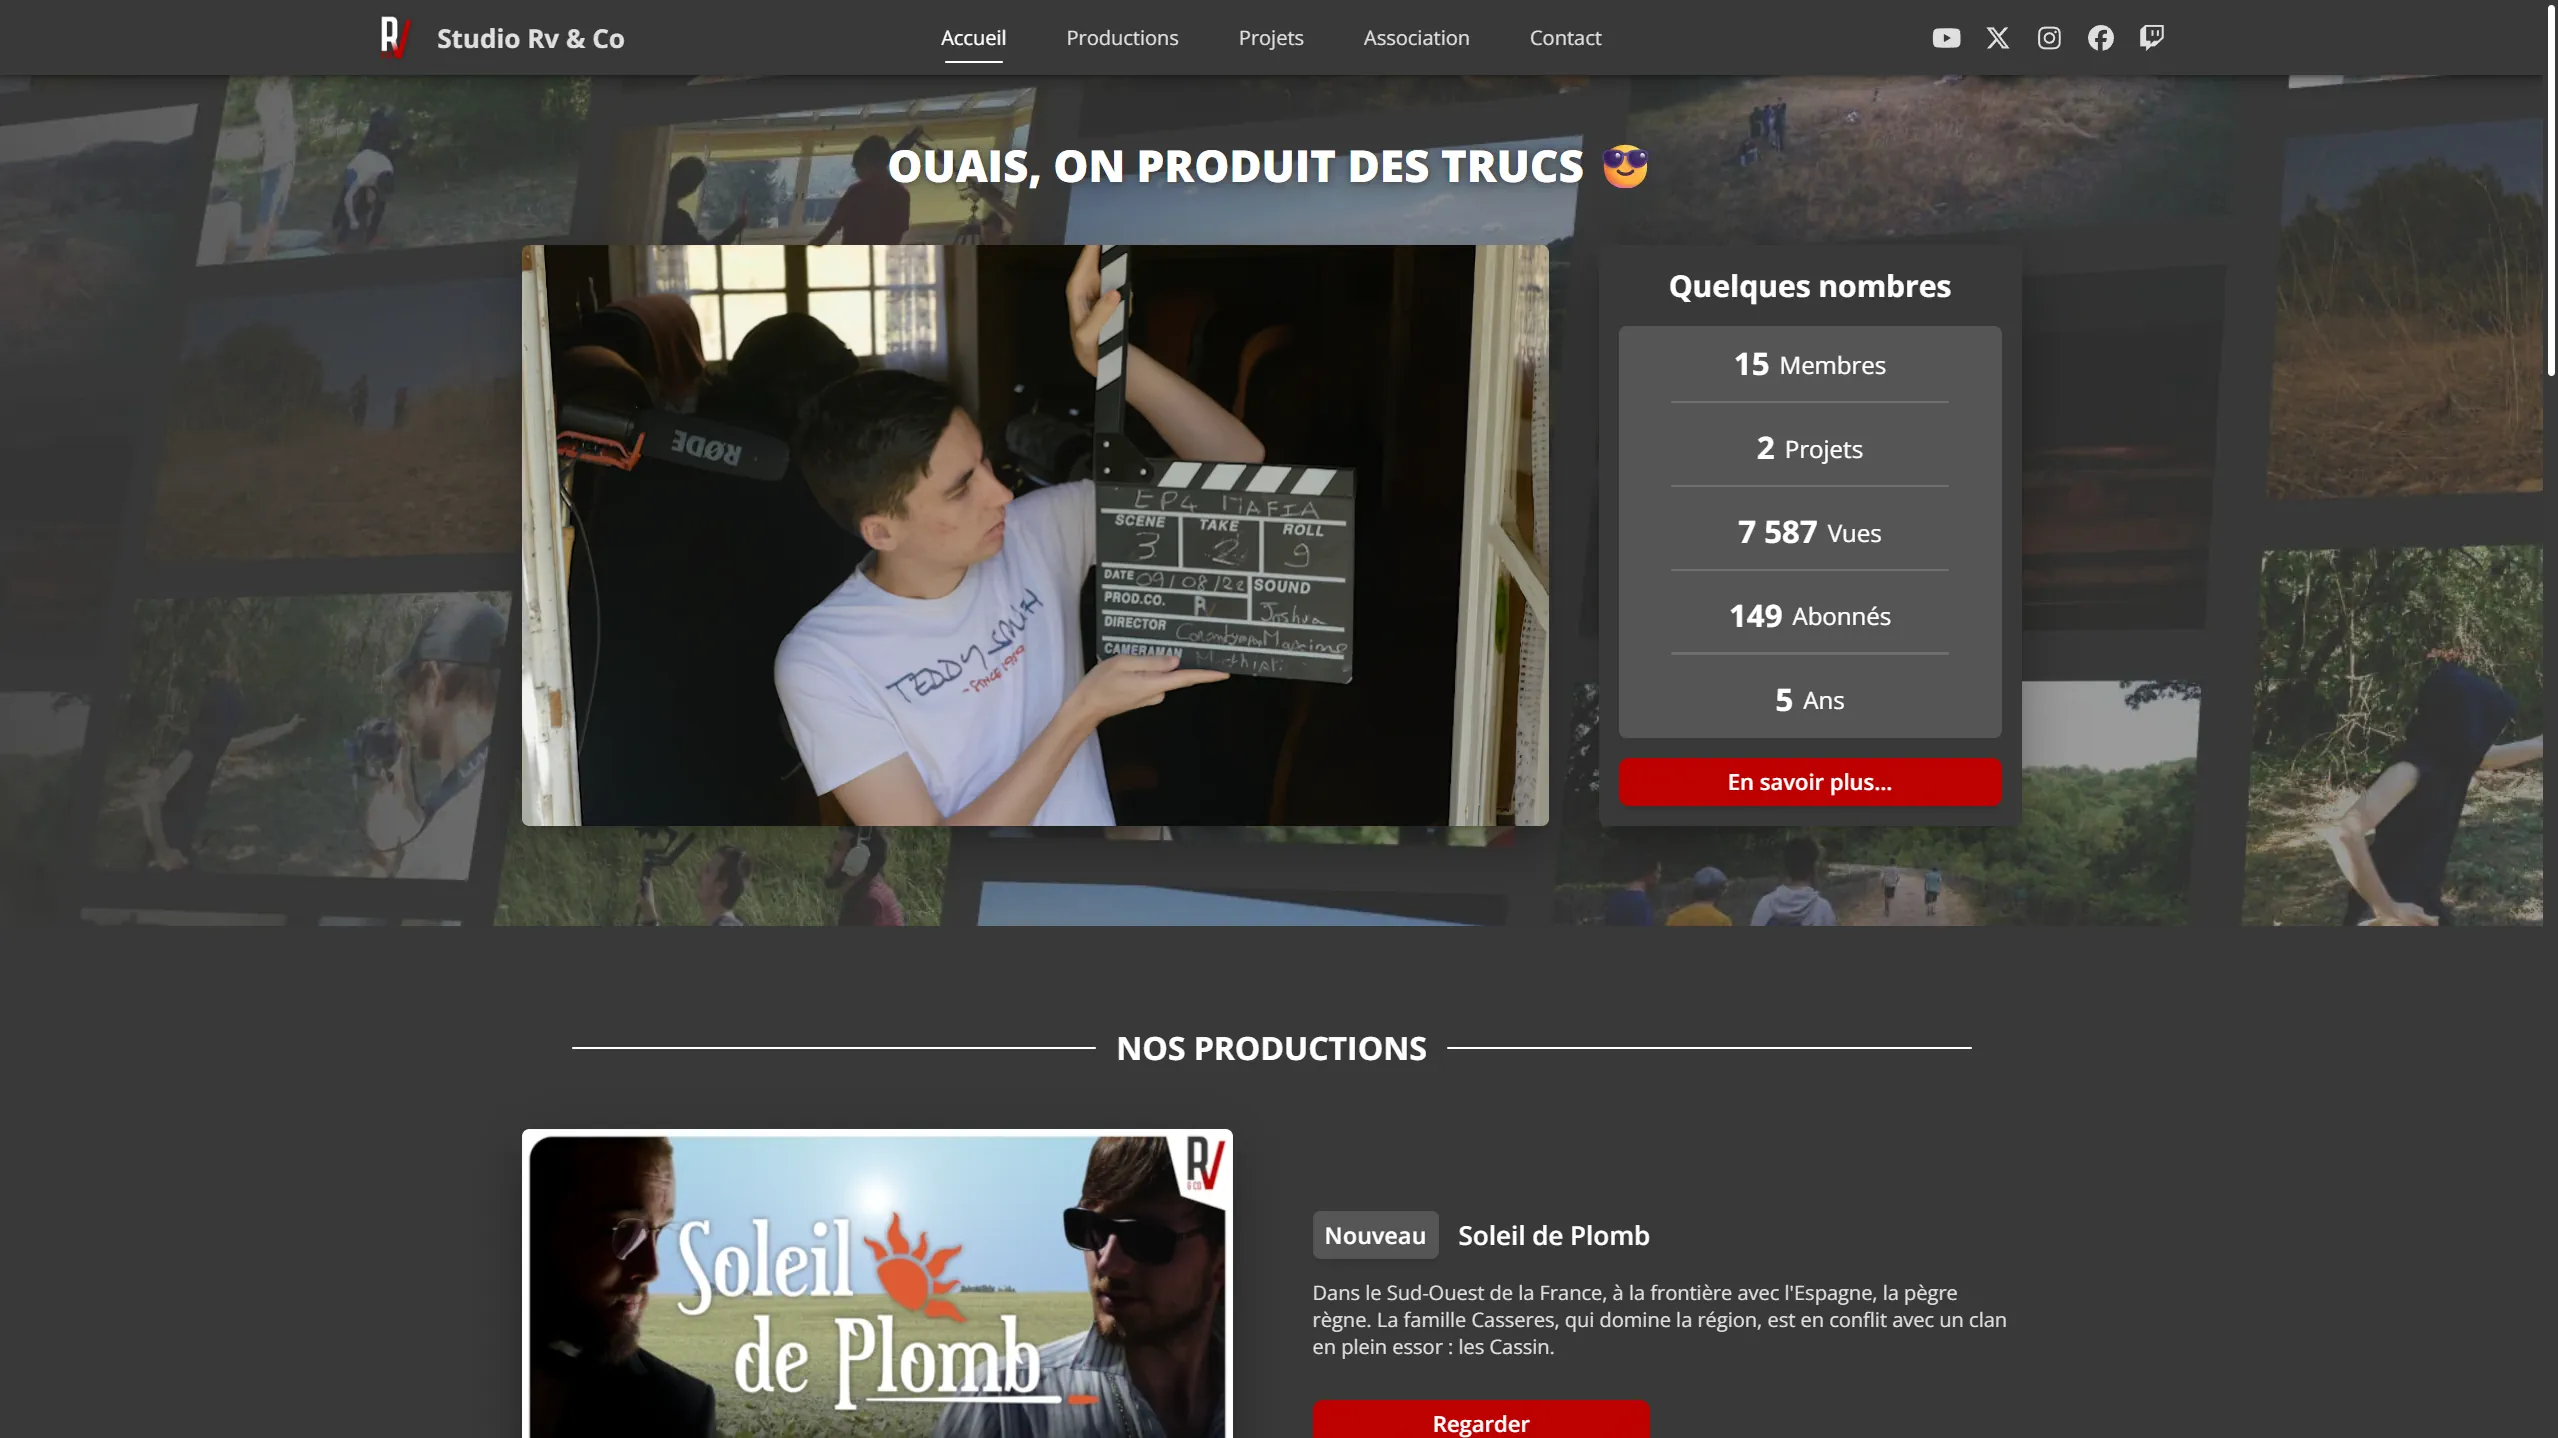 RV Studio Rv & Co
Accueil Productions Projets Association Contact
OUAIS, ON PRODUIT DES TRUCS 😎
RØDE
TEDDY SMITH
EP4 MAFIA
SCENE TAKE ROLL
3 2 9
DATE 09/08/22 SOUND
PROD.CO. RV Joshua
DIRECTOR Maxime
CAMERAMAN
Quelques nombres
15 Membres
2 Projets
7 587 Vues
149 Abonnés
5 Ans
En savoir plus...
NOS PRODUCTIONS
RV
& CO
Soleil
de Plomb
Nouveau Soleil de Plomb
Dans le Sud-Ouest de la France, à la frontière avec l'Espagne, la pègre
règne. La famille Casseres, qui domine la région, est en conflit avec un clan
en plein essor : les Cassin.
Regarder